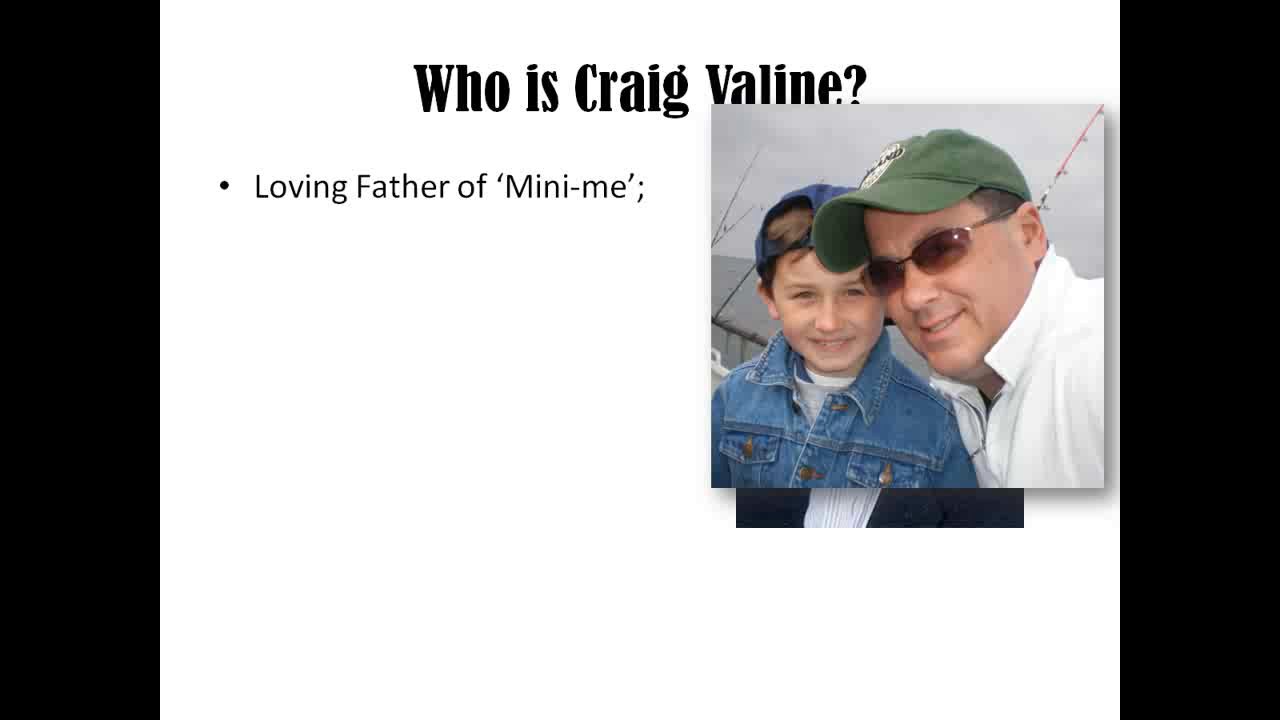 Who is Craig Valine?
• Loving Father of ‘Mini-me’;